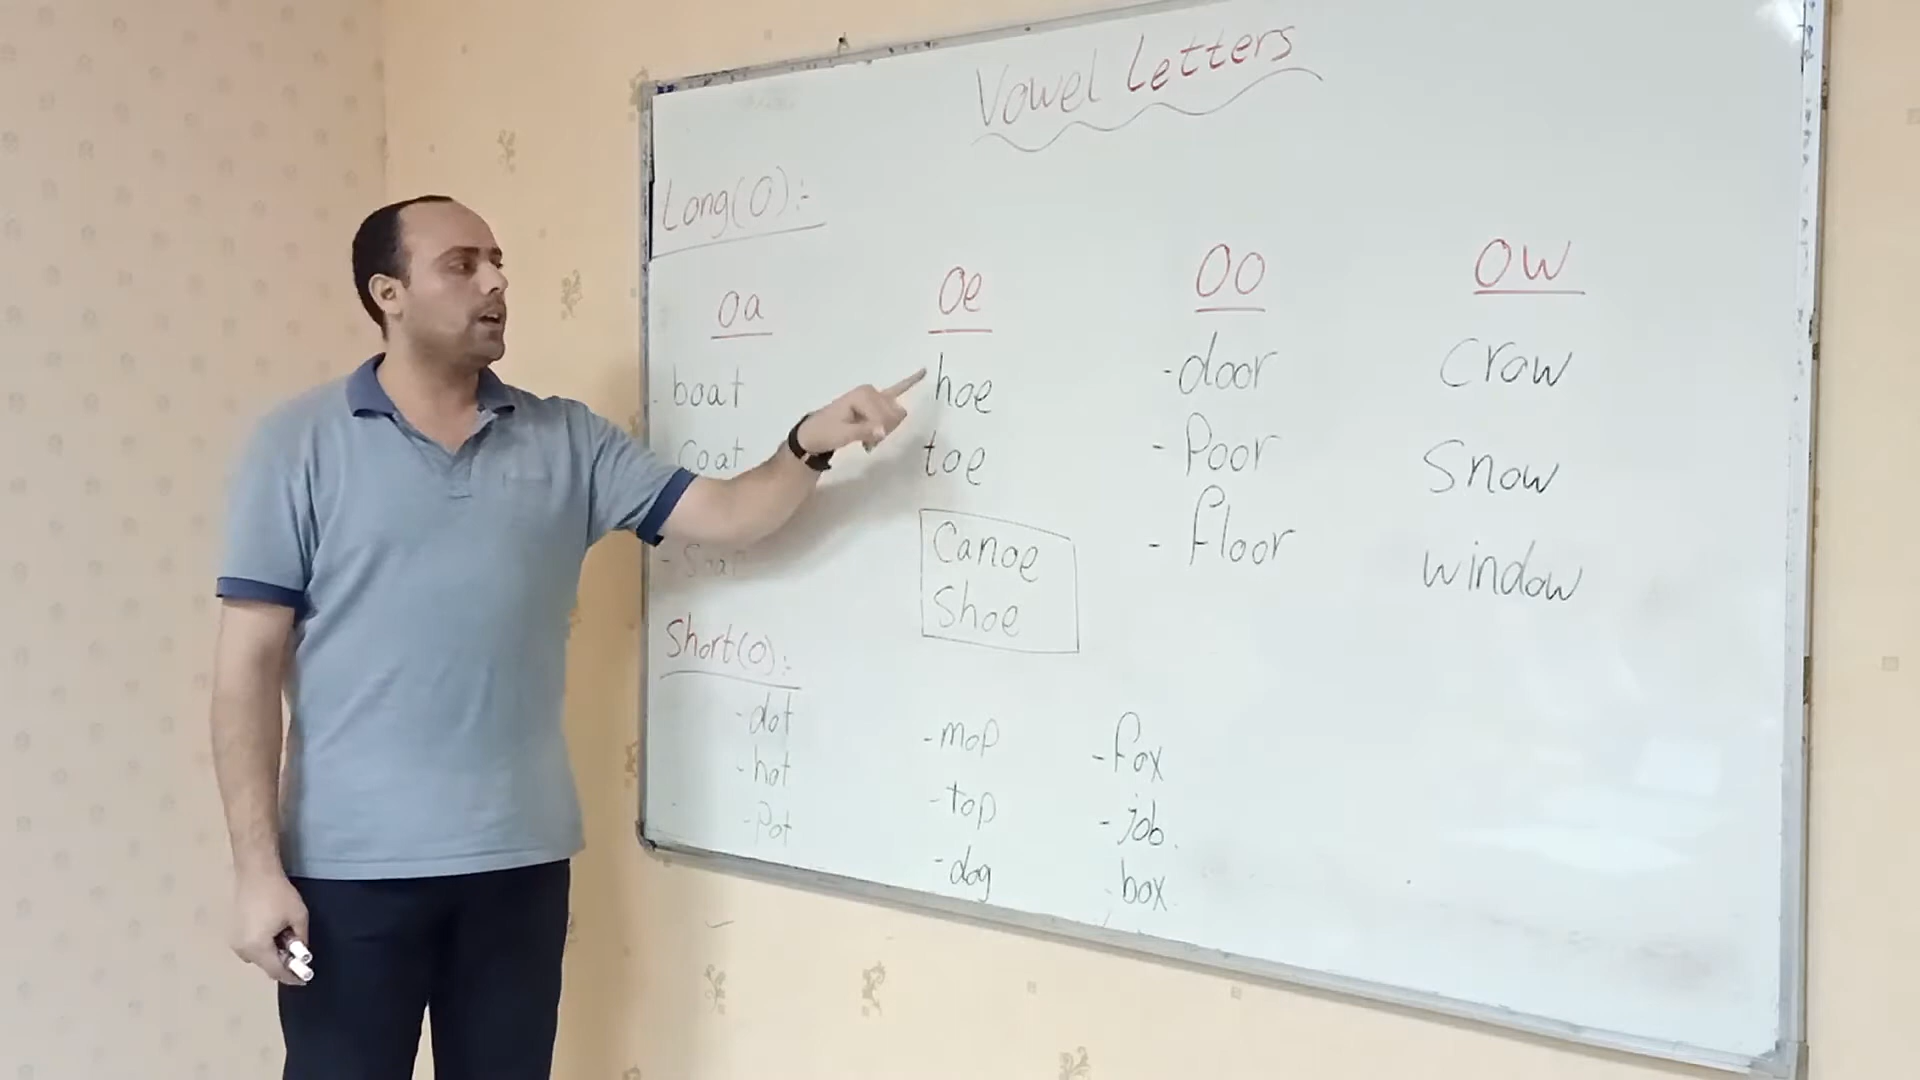 Vowel Letters
Long(O):-
oa
boat
Coat
- Soap
Oe
hoe
toe
Canoe
Shoe
Oo
- door
- Poor
- floor
OW
Crow
Snow
window
Short(o):-
- dot
- hot
- Pot
- mop
- top
- dog
- fox
- job
- box